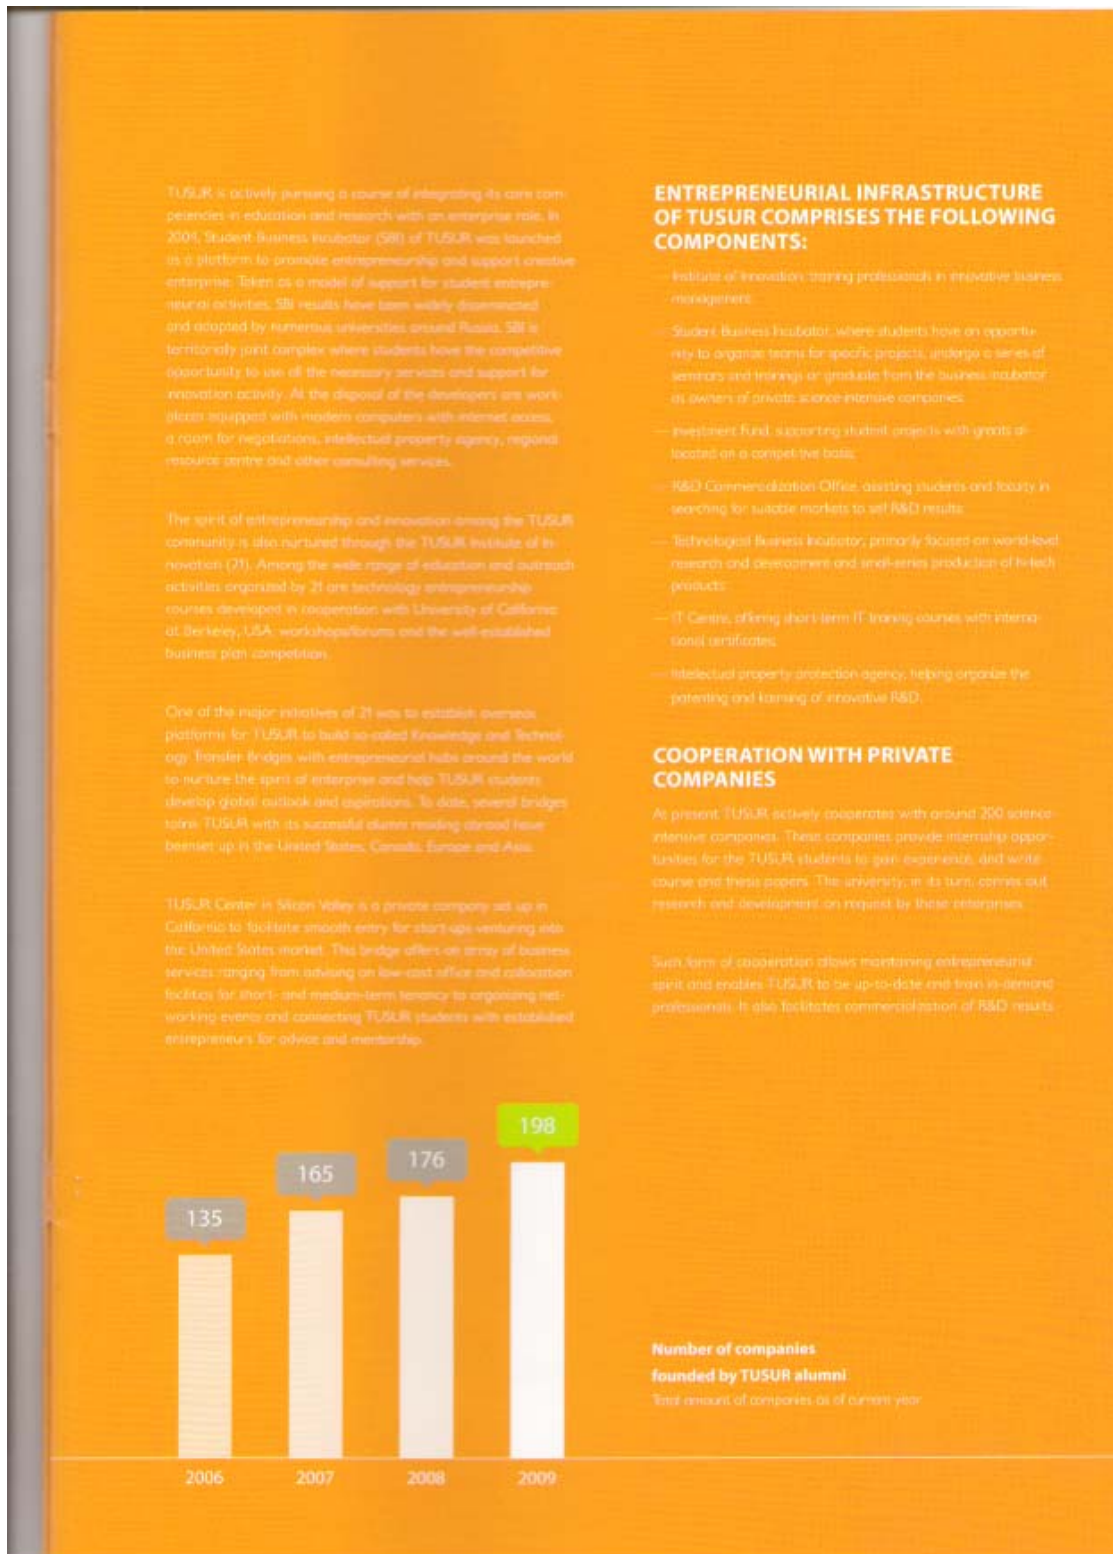 TUSUR is actively pursuing a course of integrating its core com-
petencies in education and research with an enterprise role. In
2004, Student Business Incubator (SBI) of TUSUR was launched
as a platform to promote entrepreneurship and support creative
enterprise. Taken as a model of support for student entrepre-
neurial activities, SBI results have been widely disseminated
and adapted by numerous universities around Russia. SBI is
territorially joint complex where students have the competitive
opportunity to use all the necessary services and support for
innovation activity. At the disposal of the developers are work-
places equipped with modern computers with internet access,
a room for negotiations, intellectual property agency, regional
resource centre and other consulting services.
The spirit of entrepreneurship and innovation among the TUSUR
community is also nurtured through the TUSUR Institute of In-
novation (2I). Among the wide range of education and outreach
activities organized by 2I are technology entrepreneurship
courses developed in cooperation with University of California
at Berkeley, USA; workshops/forums and the well-established
business plan competition.
One of the major initiatives of 2I was to establish overseas
platforms for TUSUR to build so-called Knowledge and Technol-
ogy Transfer Bridges with entrepreneurial hubs around the world
to nurture the spirit of enterprise and help TUSUR students
develop global outlook and aspirations. To date, several bridges
TUSUR with its successful alumni residing abroad have
beenset up in the United States, Canada, Europe and Asia.
TUSUR Center in Silicon Valley is a private company set up in
California to facilitate smooth entry for start-ups venturing into
the United States market. This bridge offers an array of business
services ranging from advising on low-cost office and collocation
facilities for short- and medium-term tenancy to organizing net-
working events and connecting TUSUR students with established
entrepreneurs for advice and mentorship.
ENTREPRENEURIAL INFRASTRUCTURE
OF TUSUR COMPRISES THE FOLLOWING
COMPONENTS:
— Institute of Innovation, training professionals in innovative business
management;
— Student Business Incubator, where students have an opportu-
nity to organize teams for specific projects, undergo a series of
seminars and trainings or graduate from the business incubator
as owners of private science-intensive companies;
— Investment Fund, supporting student projects with grants al-
located on a competitive basis;
— R&D Commercialization Office, assisting students and faculty in
searching for suitable markets to sell R&D results;
— Technological Business Incubator, primarily focused on world-level
research and development and small-series production of hi-tech
products;
— IT Centre, offering short-term IT training courses with interna-
tional certificates;
— Intellectual property protection agency, helping organize the
patenting and licensing of innovative R&D.
COOPERATION WITH PRIVATE
COMPANIES
At present TUSUR actively cooperates with around 200 science
intensive companies. These companies provide internship oppor-
tunities for the TUSUR students to gain experience, and write
course and thesis papers. The university, in its turn, carries out
research and development on request by these enterprises.
Such form of cooperation allows maintaining entrepreneurial
spirit and enables TUSUR to be up-to-date and train in-demand
professionals. It also facilitates commercialization of R&D results.
198
176
165
135
Number of companies
founded by TUSUR alumni
Total amount of companies as of current year
2006 2007 2008 2009